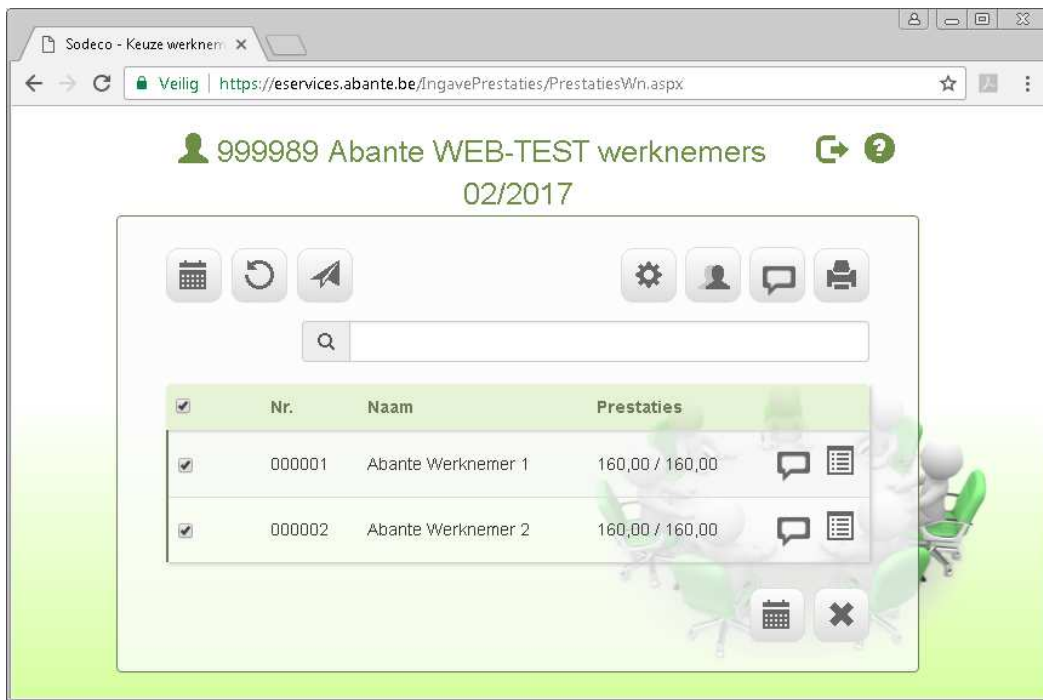 Sodeco - Keuze werknem
Veilig | https://eservices.abante.be/IngavePrestaties/PrestatiesWn.aspx
999989 Abante WEB-TEST werknemers
02/2017
Nr. Naam Prestaties
000001 Abante Werknemer 1 160,00 / 160,00
000002 Abante Werknemer 2 160,00 / 160,00